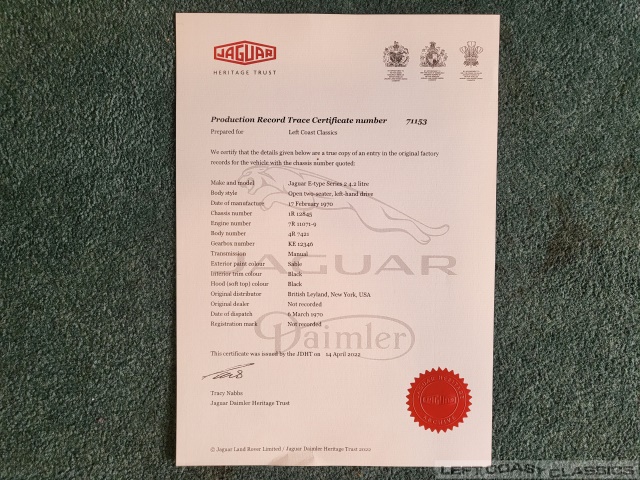 JAGUAR
HERITAGE TRUST
Production Record Trace Certificate number 71153
Prepared for Left Coast Classics
We certify that the details given below are a true copy of an entry in the original factory
records for the vehicle with the chassis number quoted:
Make and model Jaguar E-type Series 2 4.2 litre
Body style Open two-seater, left-hand drive
Date of manufacture 17 February 1970
Chassis number 1R 12845
Engine number 7R 11071-9
Body number 4R 7421
Gearbox number KE 12346
Transmission Manual
Exterior paint colour Sable
Interior trim colour Black
Hood (soft top) colour Black
Original distributor British Leyland, New York, USA
Original dealer Not recorded
Date of dispatch 6 March 1970
Registration mark Not recorded
JAGUAR
Daimler
This certificate was issued by the JDHT on 14 April 2022
Tracy Nabbs
Jaguar Daimler Heritage Trust
© Jaguar Land Rover Limited / Jaguar Daimler Heritage Trust 2022
LEFT COAST CLASSICS